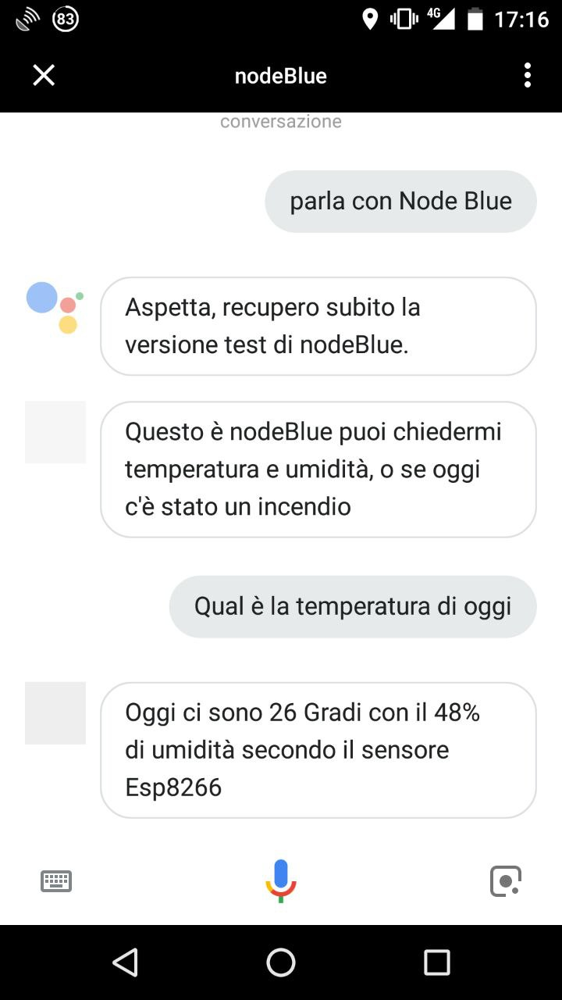 83
4G
17:16
nodeBlue
conversazione
parla con Node Blue
Aspetta, recupero subito la
versione test di nodeBlue.
Questo è nodeBlue puoi chiedermi
temperatura e umidità, o se oggi
c'è stato un incendio
Qual è la temperatura di oggi
Oggi ci sono 26 Gradi con il 48%
di umidità secondo il sensore
Esp8266